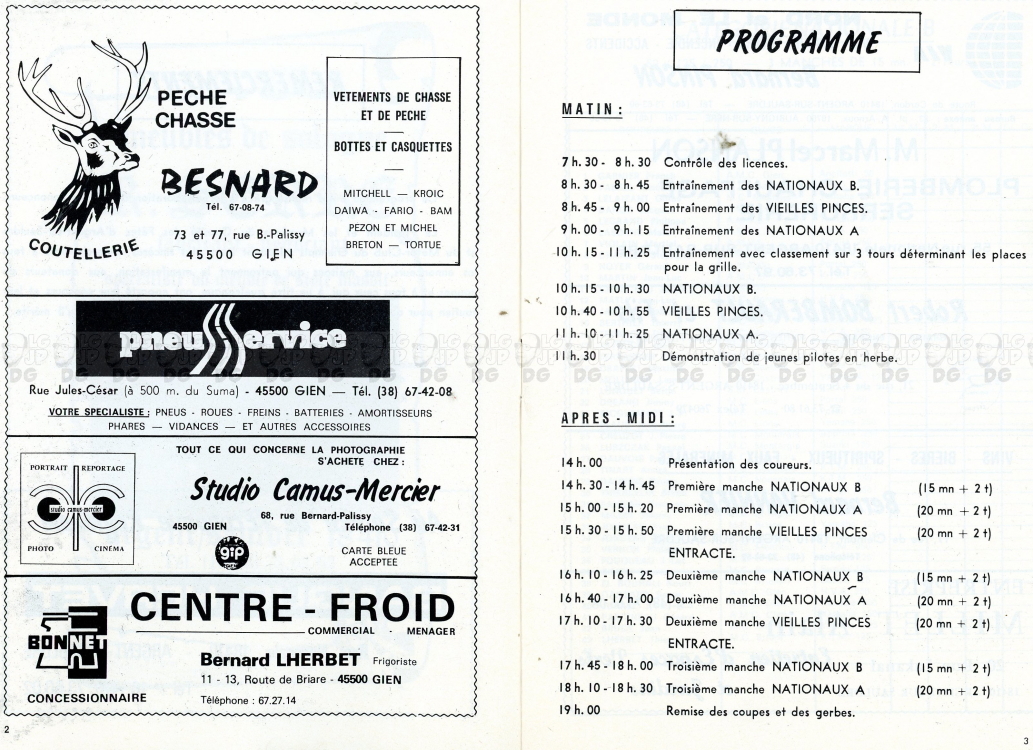 PECHE
CHASSE
BESNARD
Tél. 67-08-74
73 et 77, rue B.-Palissy
45500 GIEN
COUTELLERIE
VETEMENTS DE CHASSE
ET DE PECHE
BOTTES ET CASQUETTES
MITCHELL — KROIC
DAIWA - FARIO - BAM
PEZON ET MICHEL
BRETON — TORTUE
pneu Service
Rue Jules-César (à 500 m. du Suma) - 45500 GIEN — Tél. (38) 67-42-08
VOTRE SPECIALISTE : PNEUS - ROUES - FREINS - BATTERIES - AMORTISSEURS
PHARES — VIDANCES — ET AUTRES ACCESSOIRES
TOUT CE QUI CONCERNE LA PHOTOGRAPHIE
S'ACHETE CHEZ :
PORTRAIT REPORTAGE
studio camus-mercier
PHOTO CINÉMA
Studio Camus-Mercier
68, rue Bernard-Palissy
45500 GIEN Téléphone (38) 67-42-31
gip
CARTE BLEUE
ACCEPTEE
CENTRE - FROID
COMMERCIAL MENAGER
BONNET
Bernard LHERBET Frigoriste
11 - 13, Route de Briare - 45500 GIEN
CONCESSIONNAIRE
Téléphone : 67.27.14
2
PROGRAMME
MATIN :
7 h. 30 - 8 h. 30 Contrôle des licences.
8 h. 30 - 8 h. 45 Entraînement des NATIONAUX B.
8 h. 45 - 9 h. 00 Entraînement des VIEILLES PINCES.
9 h. 00 - 9 h. 15 Entraînement des NATIONAUX A
10 h. 15 - 11 h. 25 Entraînement avec classement sur 3 tours déterminant les places
pour la grille.
10 h. 15 - 10 h. 30 NATIONAUX B.
10 h. 40 - 10 h. 55 VIEILLES PINCES.
11 h. 10 - 11 h. 25 NATIONAUX A.
11 h. 30 Démonstration de jeunes pilotes en herbe.
APRES - MIDI :
14 h. 00 Présentation des coureurs.
14 h. 30 - 14 h. 45 Première manche NATIONAUX B (15 mn + 2 t)
15 h. 00 - 15 h. 20 Première manche NATIONAUX A (20 mn + 2 t)
15 h. 30 - 15 h. 50 Première manche VIEILLES PINCES (20 mn + 2 t)
ENTRACTE.
16 h. 10 - 16 h. 25 Deuxième manche NATIONAUX B (15 mn + 2 t)
16 h. 40 - 17 h. 00 Deuxième manche NATIONAUX A (20 mn + 2 t)
17 h. 10 - 17 h. 30 Deuxième manche VIEILLES PINCES (20 mn + 2 t)
ENTRACTE.
17 h. 45 - 18 h. 00 Troisième manche NATIONAUX B (15 mn + 2 t)
18 h. 10 - 18 h. 30 Troisième manche NATIONAUX A (20 mn + 2 t)
19 h. 00 Remise des coupes et des gerbes.
3